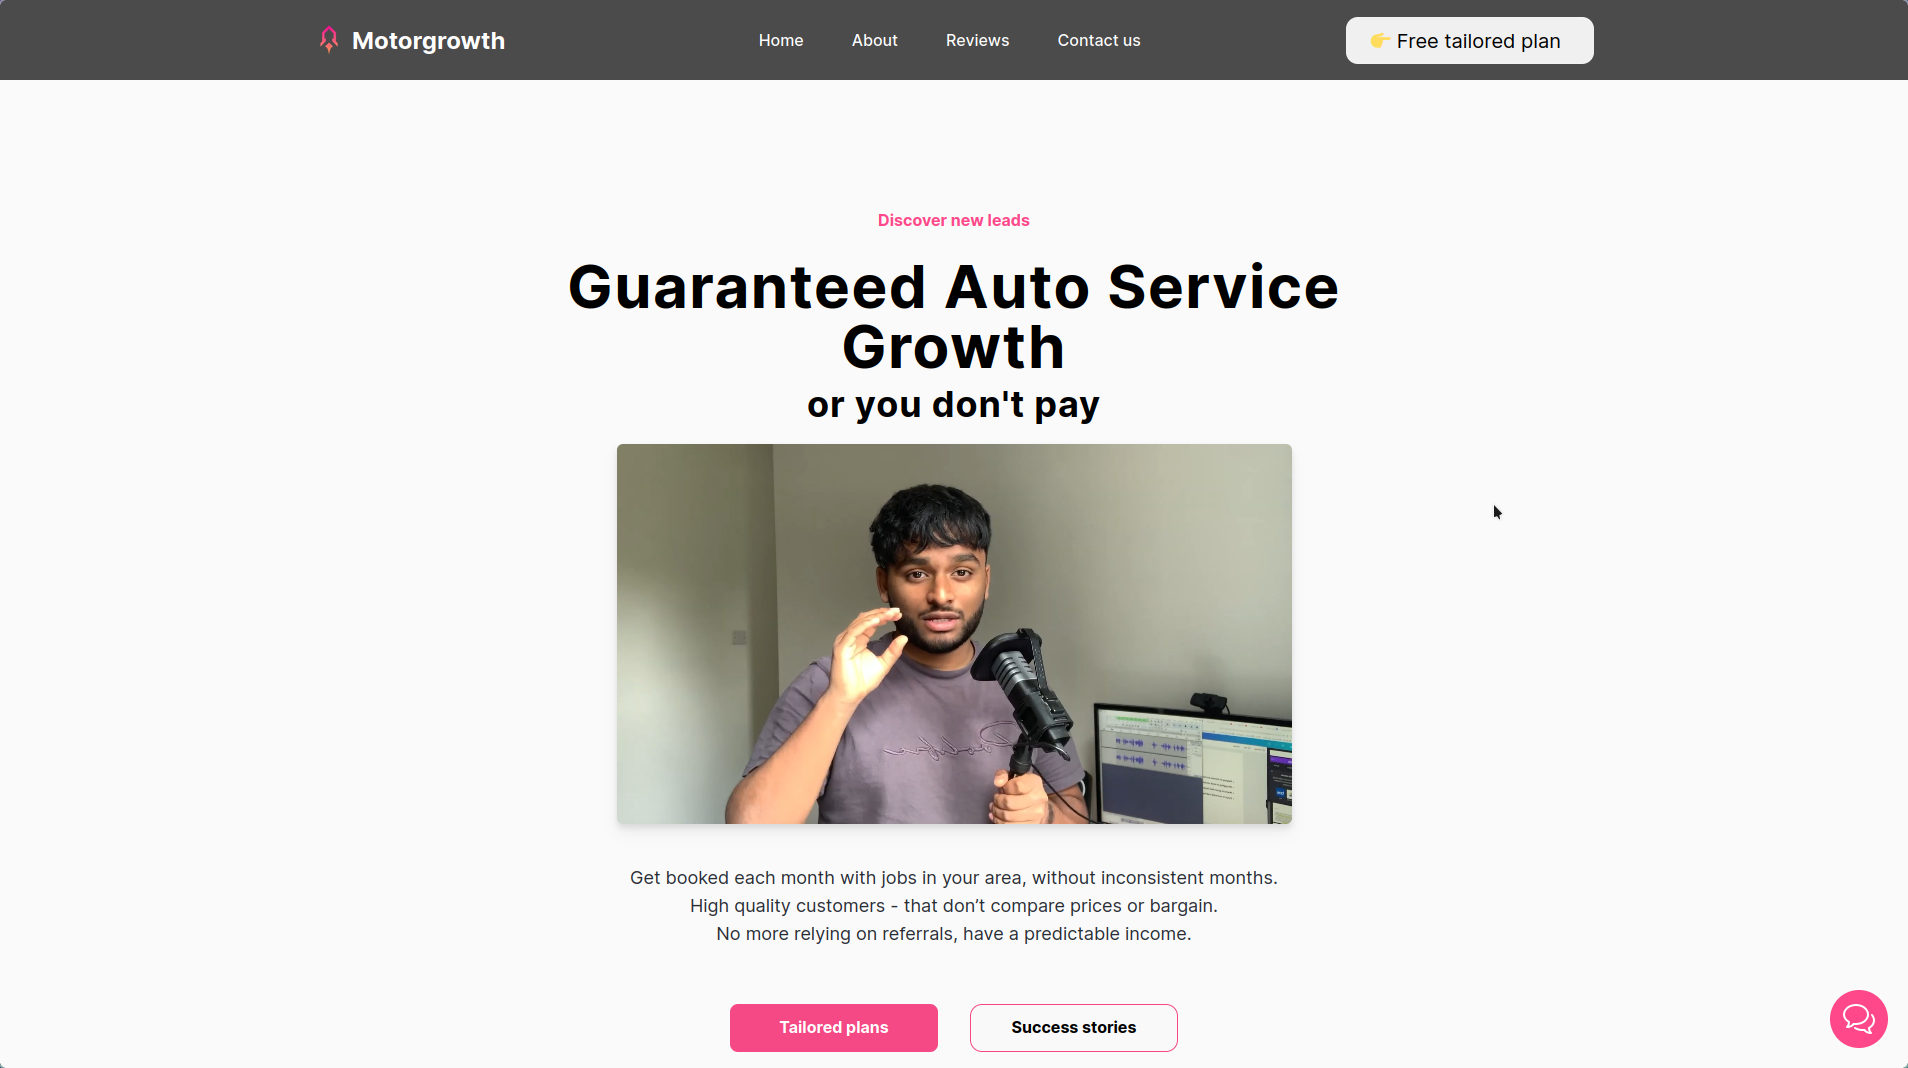 Motorgrowth
Home
About
Reviews
Contact us
👉 Free tailored plan
Discover new leads
Guaranteed Auto Service
Growth
or you don't pay
Get booked each month with jobs in your area, without inconsistent months.
High quality customers - that don’t compare prices or bargain.
No more relying on referrals, have a predictable income.
Tailored plans
Success stories